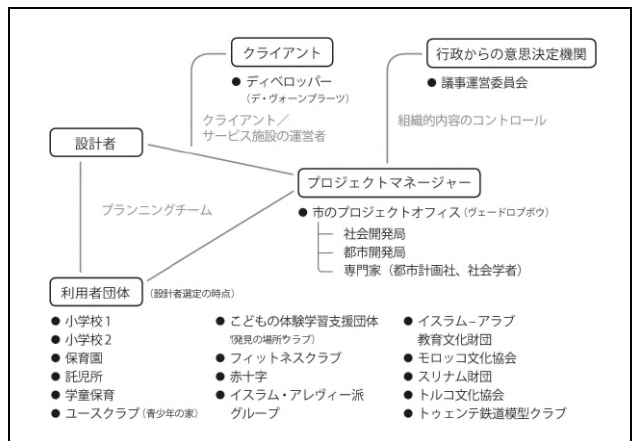 クライアント
行政からの意思決定機関
● ディベロッパー
（デ・ヴォーンプラーツ）
● 議事運営委員会
クライアント／
サービス施設の運営者
組織的内容のコントロール
設計者
プロジェクトマネージャー
プランニングチーム
● 市のプロジェクトオフィス（ヴェードロプボウ）
社会開発局
都市開発局
専門家（都市計画社、社会学者）
利用者団体 （設計者選定の時点）
● 小学校1
● 小学校2
● 保育園
● 託児所
● 学童保育
● ユースクラブ（青少年の家）
● こどもの体験学習支援団体
（"発見の場所"クラブ）
● フィットネスクラブ
● 赤十字
● イスラム・アレヴィー派
グループ
● イスラム−アラブ
教育文化財団
● モロッコ文化協会
● スリナム財団
● トルコ文化協会
● トゥェンテ鉄道模型クラブ